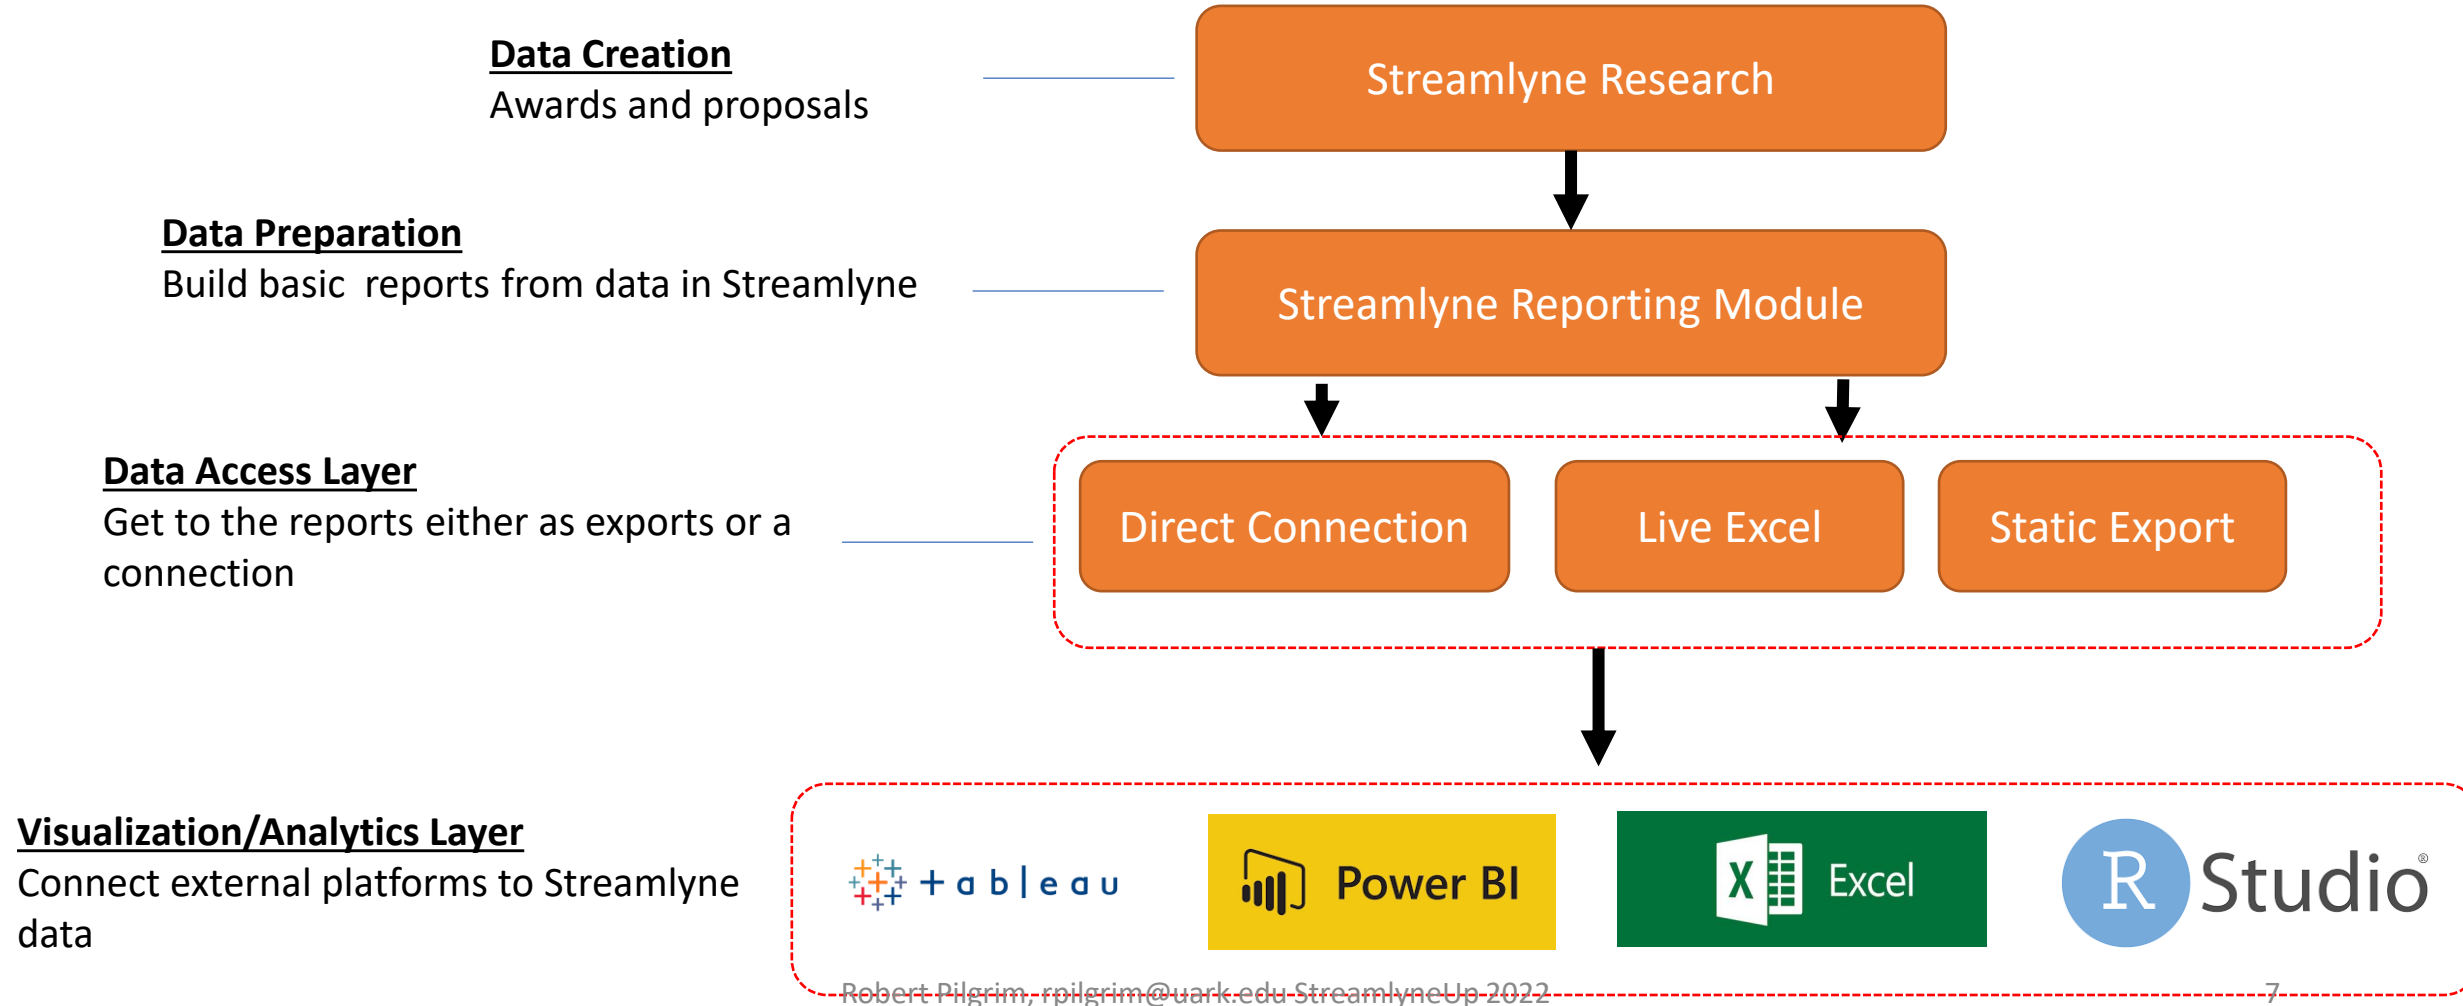 Data Creation
Awards and proposals
Streamlyne Research
Data Preparation
Build basic  reports from data in Streamlyne
Streamlyne Reporting Module
Data Access Layer
Get to the reports either as exports or a
connection
Direct Connection
Live Excel
Static Export
Visualization/Analytics Layer
Connect external platforms to Streamlyne
data
+ableau
Power BI
X Excel
R Studio®
Robert Pilgrim, rpilgrim@uark.edu StreamlyneUp 2022
7